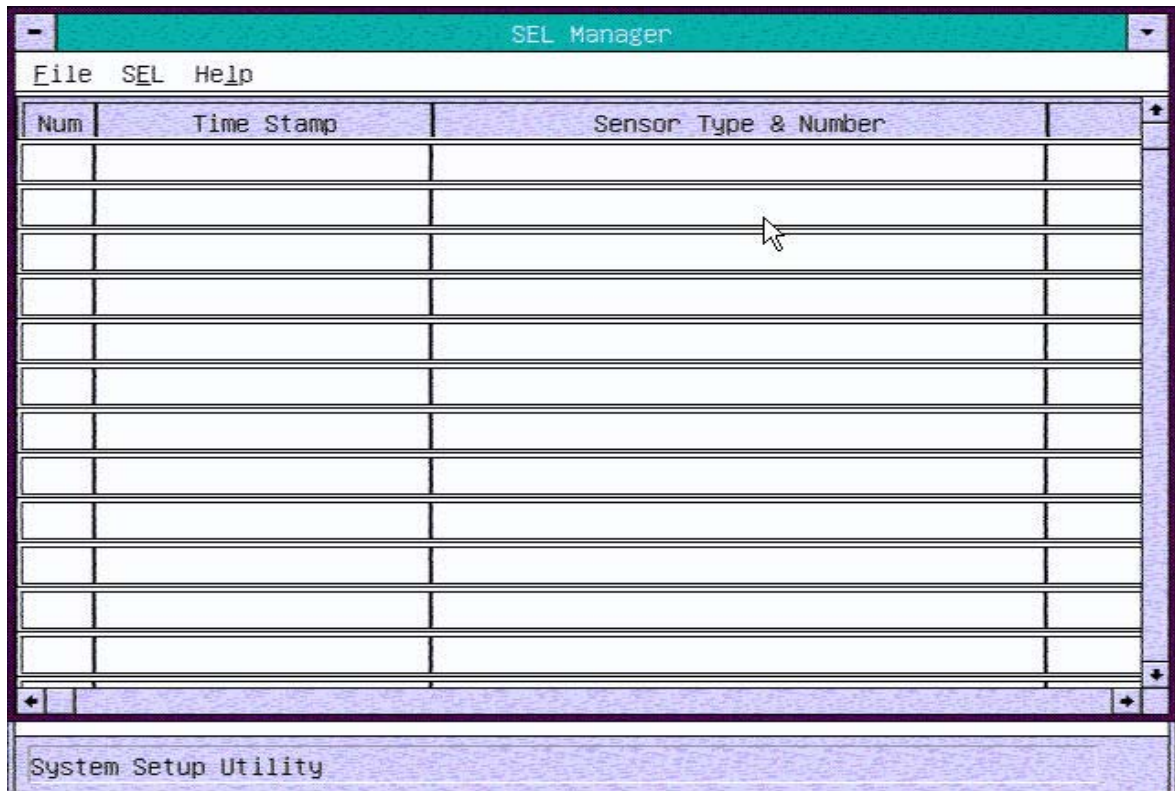 SEL Manager
File SEL Help
Num Time Stamp Sensor Type & Number
System Setup Utility